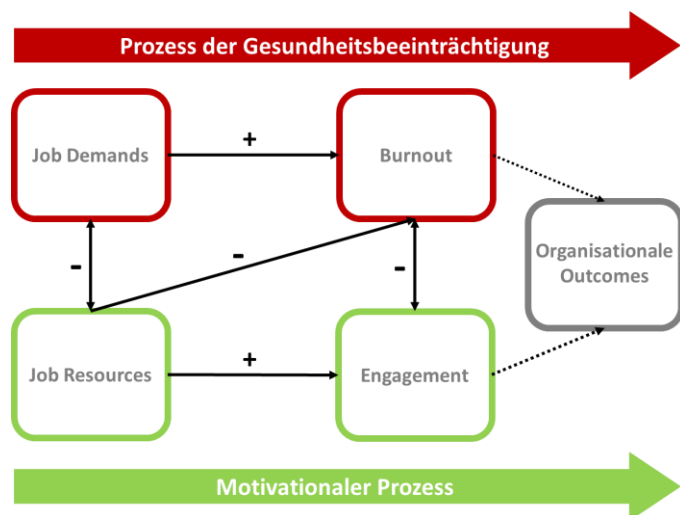 Prozess der Gesundheitsbeeinträchtigung
Job Demands
+
Burnout
-
-
-
Organisationale
Outcomes
Job Resources
+
Engagement
Motivationaler Prozess